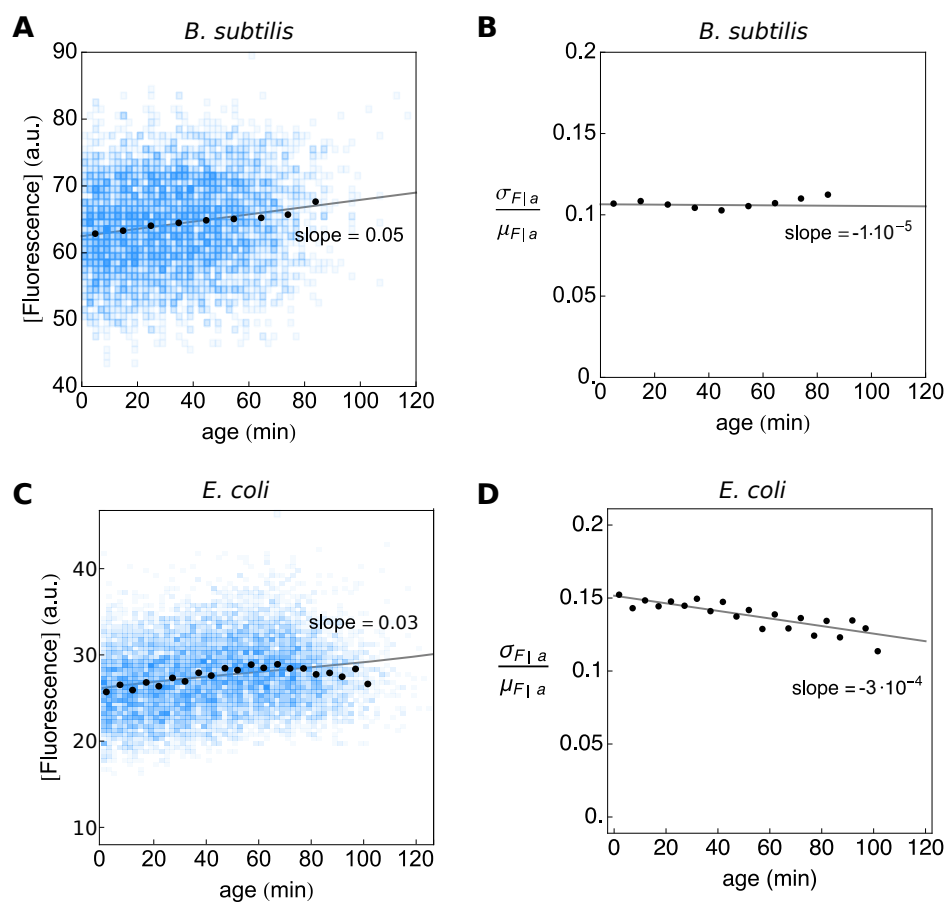 A
B. subtilis
[Fluorescence] (a.u.)
90
80
70
60
50
40
slope = 0.05
0 20 40 60 80 100 120
age (min)
B
B. subtilis
σF|a
μF|a
0.2
0.15
0.1
0.05
0.
slope = -1·10⁻⁵
0 20 40 60 80 100 120
age (min)
C
E. coli
[Fluorescence] (a.u.)
40
30
20
10
slope = 0.03
0 20 40 60 80 100 120
age (min)
D
E. coli
σF| a
μF| a
0.2
0.15
0.1
0.05
0.
slope = -3·10⁻⁴
0 20 40 60 80 100 120
age (min)